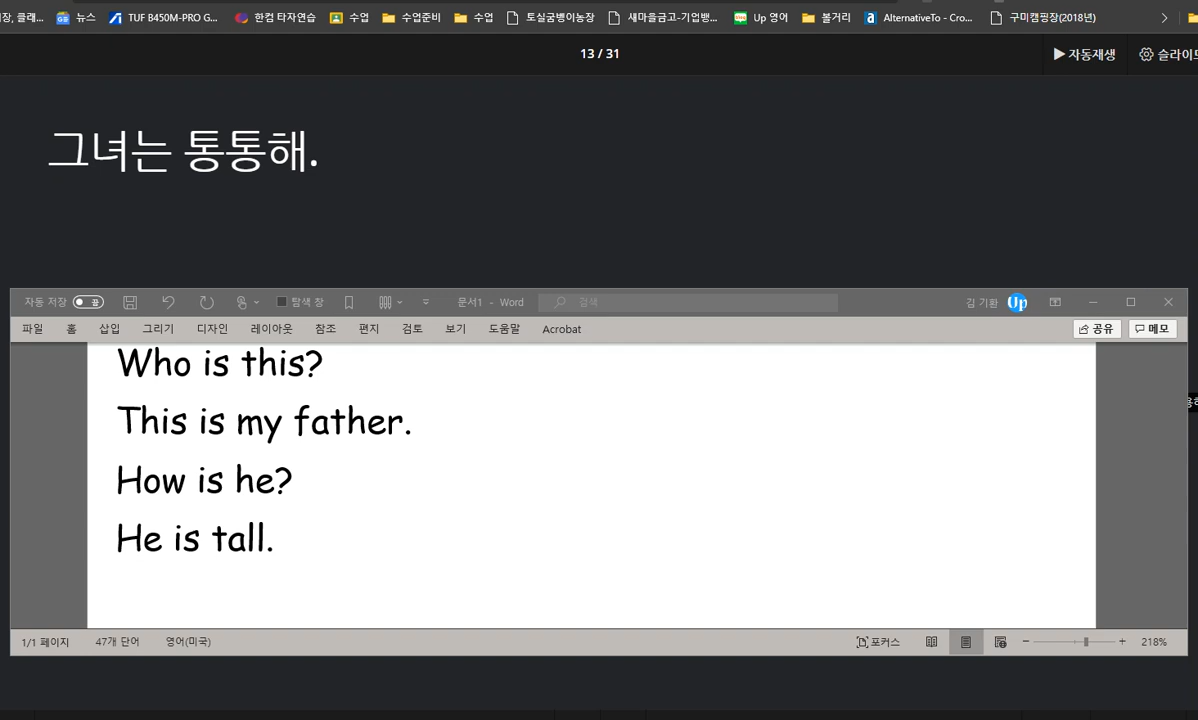 장, 클래... 뉴스 TUF B450M-PRO G... 한컴 타자연습 수업 수업준비 수업 토실굼벵이농장 새마을금고-기업뱅... Up 영어 볼거리 AlternativeTo - Cro... 구미캠핑장(2018년)
13 / 31 자동재생 슬라이드
그녀는 통통해.
자동 저장 끔 탐색 창 문서1 - Word 검색 김 기환 Up
파일 홈 삽입 그리기 디자인 레이아웃 참조 편지 검토 보기 도움말 Acrobat 공유 메모
Who is this?
This is my father.
How is he?
He is tall.
1/1 페이지 47개 단어 영어(미국) 포커스 218%